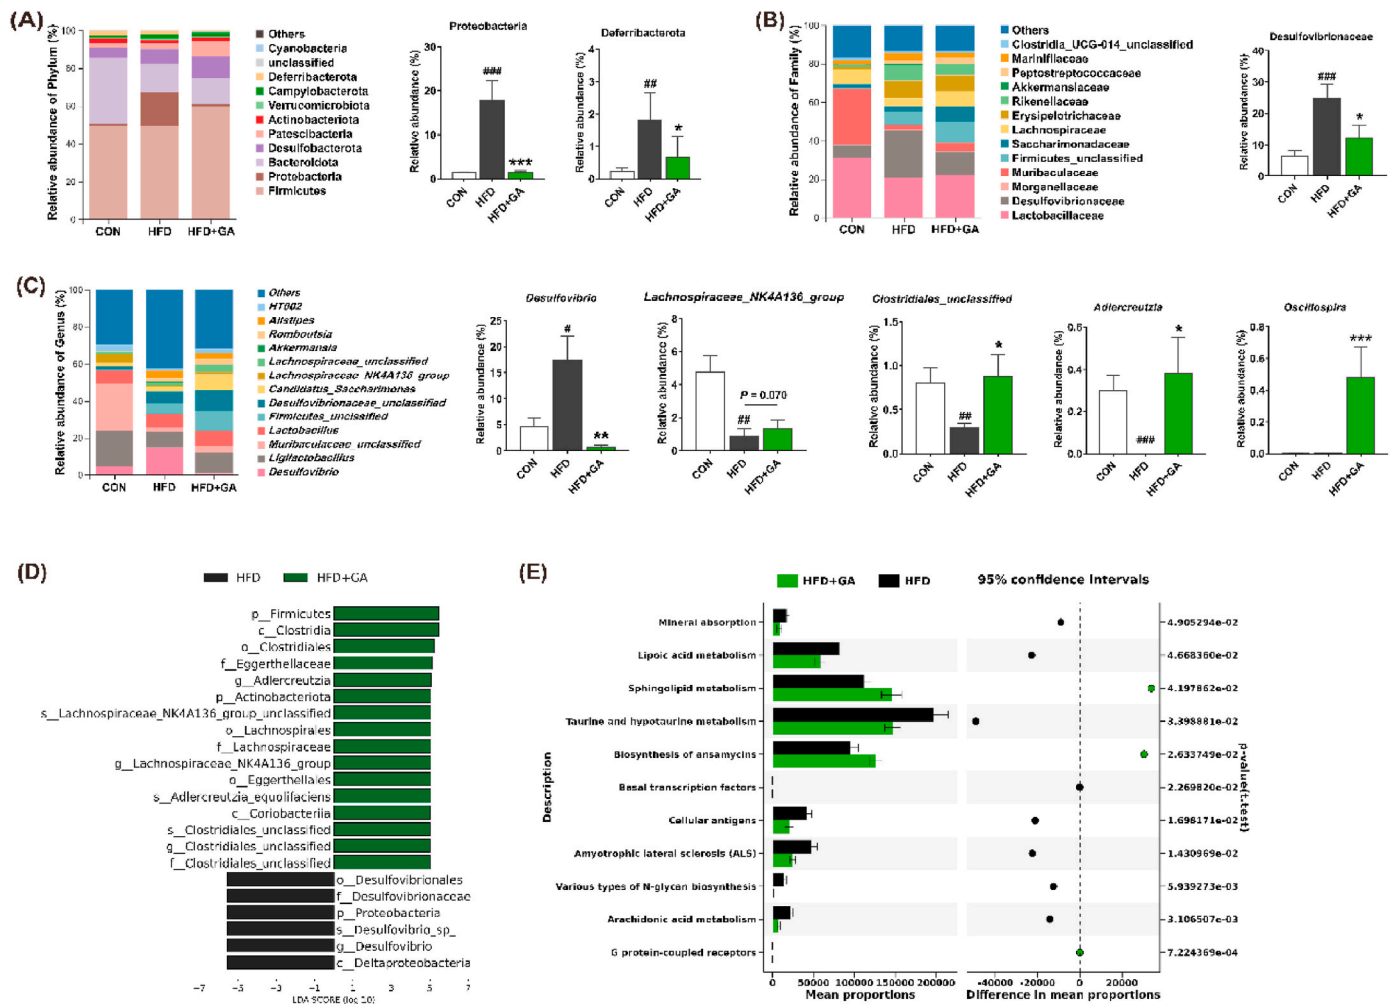 (A)
Relative abundance of Phylum (%)
100
80
60
40
20
0
CON
HFD
HFD+GA
Others
Cyanobacteria
unclassified
Deferribacterota
Campylobacterota
Verrucomicrobiota
Actinobacteriota
Patescibacteria
Desulfobacterota
Bacteroidota
Protebacteria
Firmicutes
Proteobacteria
Relative abundance (%)
30
20
10
0
###
***
CON
HFD
HFD+GA
Deferribacterota
Relative abundance (%)
4
3
2
1
0
##
*
CON
HFD
HFD+GA
(B)
Relative abundance of Family (%)
100
80
60
40
20
0
CON
HFD
HFD+GA
Others
Clostridia_UCG-014_unclassified
Marinifilaceae
Peptostreptococcaceae
Akkermansiaceae
Rikenellaceae
Erysipelotrichaceae
Lachnospiraceae
Saccharimonadaceae
Firmicutes_unclassified
Muribaculaceae
Morganellaceae
Desulfovibrionaceae
Lactobacillaceae
Desulfovibrionaceae
Relative abundance (%)
40
30
20
10
0
###
*
CON
HFD
HFD+GA
(C)
Relative abundance of Genus (%)
100
80
60
40
20
0
CON
HFD
HFD+GA
Others
HT002
Alistipes
Romboutsia
Akkermansia
Lachnospiraceae_unclassified
Lachnospiraceae_NK4A136_group
Candidatus_Saccharimonas
Desulfovibrionaceae_unclassified
Firmicutes_unclassified
Lactobacillus
Muribaculaceae_unclassified
Ligilactobacillus
Desulfovibrio
Desulfovibrio
Relative abundance (%)
25
20
15
10
5
0
#
**
CON
HFD
HFD+GA
Lachnospiraceae_NK4A136_group
Relative abundance (%)
8
6
4
2
0
P = 0.070
##
CON
HFD
HFD+GA
Clostridiales_unclassified
Relative abundance (%)
1.5
1.0
0.5
0.0
##
*
CON
HFD
HFD+GA
Adlercreutzia
Relative abundance (%)
0.6
0.4
0.2
0.0
###
*
CON
HFD
HFD+GA
Oscillospira
Relative abundance (%)
0.8
0.6
0.4
0.2
0.0
***
CON
HFD
HFD+GA
(D)
HFD
HFD+GA
p__Firmicutes
c__Clostridia
o__Clostridiales
f__Eggerthellaceae
g__Adlercreutzia
p__Actinobacteriota
s__Lachnospiraceae_NK4A136_group_unclassified
o__Lachnospirales
f__Lachnospiraceae
g__Lachnospiraceae_NK4A136_group
o__Eggerthellales
s__Adlercreutzia_equolifaciens
c__Coriobacteriia
s__Clostridiales_unclassified
g__Clostridiales_unclassified
f__Clostridiales_unclassified
o__Desulfovibrionales
f__Desulfovibrionaceae
p__Proteobacteria
s__Desulfovibrio_sp_
g__Desulfovibrio
c__Deltaproteobacteria
−7 −5 −3 −1 1 3 5 7
LDA SCORE (log 10)
(E)
HFD+GA
HFD
95% confidence Intervals
Description
Mineral absorption
4.905294e-02
Lipoic acid metabolism
4.668360e-02
Sphingolipid metabolism
4.197862e-02
Taurine and hypotaurine metabolism
3.398881e-02
Biosynthesis of ansamycins
2.633749e-02
Basal transcription factors
2.269820e-02
Cellular antigens
1.698171e-02
Amyotrophic lateral sclerosis (ALS)
1.430969e-02
Various types of N-glycan biosynthesis
5.939273e-03
Arachidonic acid metabolism
3.106507e-03
G protein-coupled receptors
7.224369e-04
p-value(t.test)
0 50000 100000 150000 200000
Mean proportions
-40000 -20000 0 20000
Difference in mean proportions